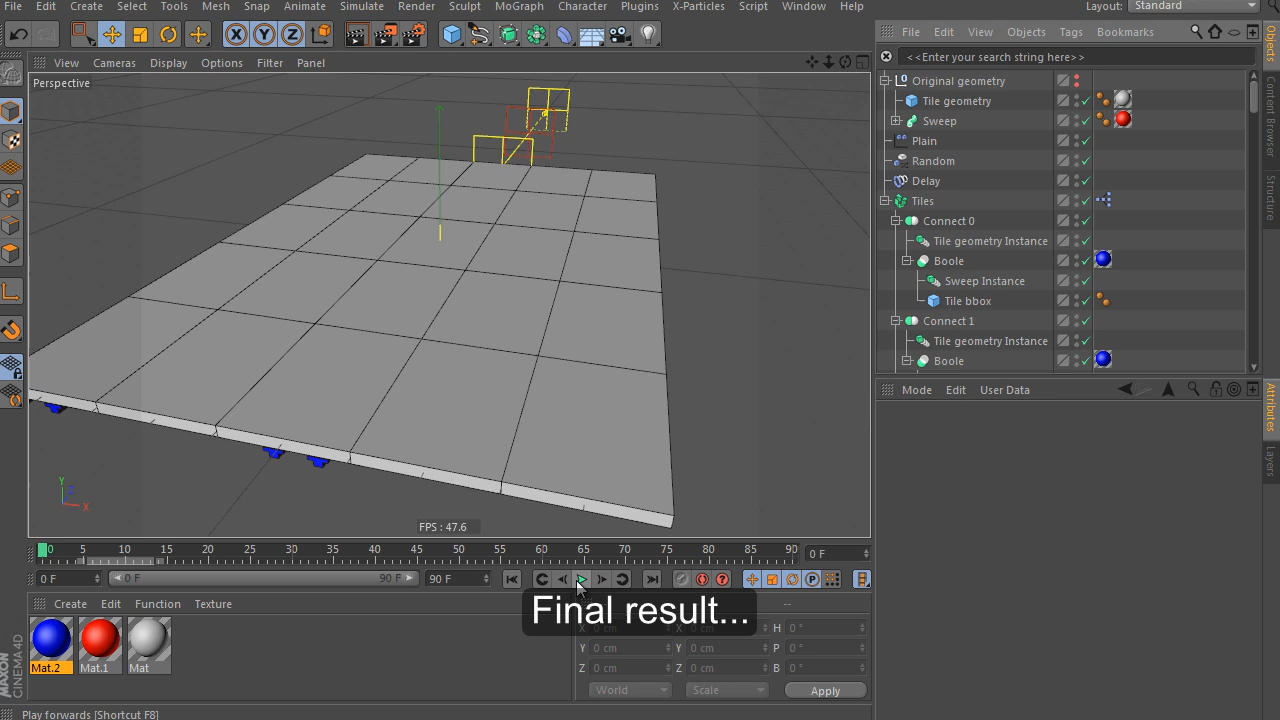 File Edit Create Select Tools Mesh Snap Animate Simulate Render Sculpt MoGraph Character Plugins X-Particles Script Window Help Layout: Standard
View Cameras Display Options Filter Panel
File Edit View Objects Tags Bookmarks
<<Enter your search string here>>
Perspective
Original geometry
Tile geometry
Sweep
Plain
Random
Delay
Tiles
Connect 0
Tile geometry Instance
Boole
Sweep Instance
Tile bbox
Connect 1
Tile geometry Instance
Boole
Objects
Content Browser
Structure
Mode Edit User Data
Attributes
Layers
Y
Z
X
FPS : 47.6
0 5 10 15 20 25 30 35 40 45 50 55 60 65 70 75 80 85 90 0 F
0 F 0 F 90 F 90 F
Create Edit Function Texture
--
Final result...
X 0 cm X 0 cm H 0 °
Y 0 cm Y 0 cm P 0 °
Z 0 cm Z 0 cm B 0 °
World Scale Apply
Mat.2 Mat.1 Mat
MAXON
CINEMA4D
Play forwards [Shortcut F8]